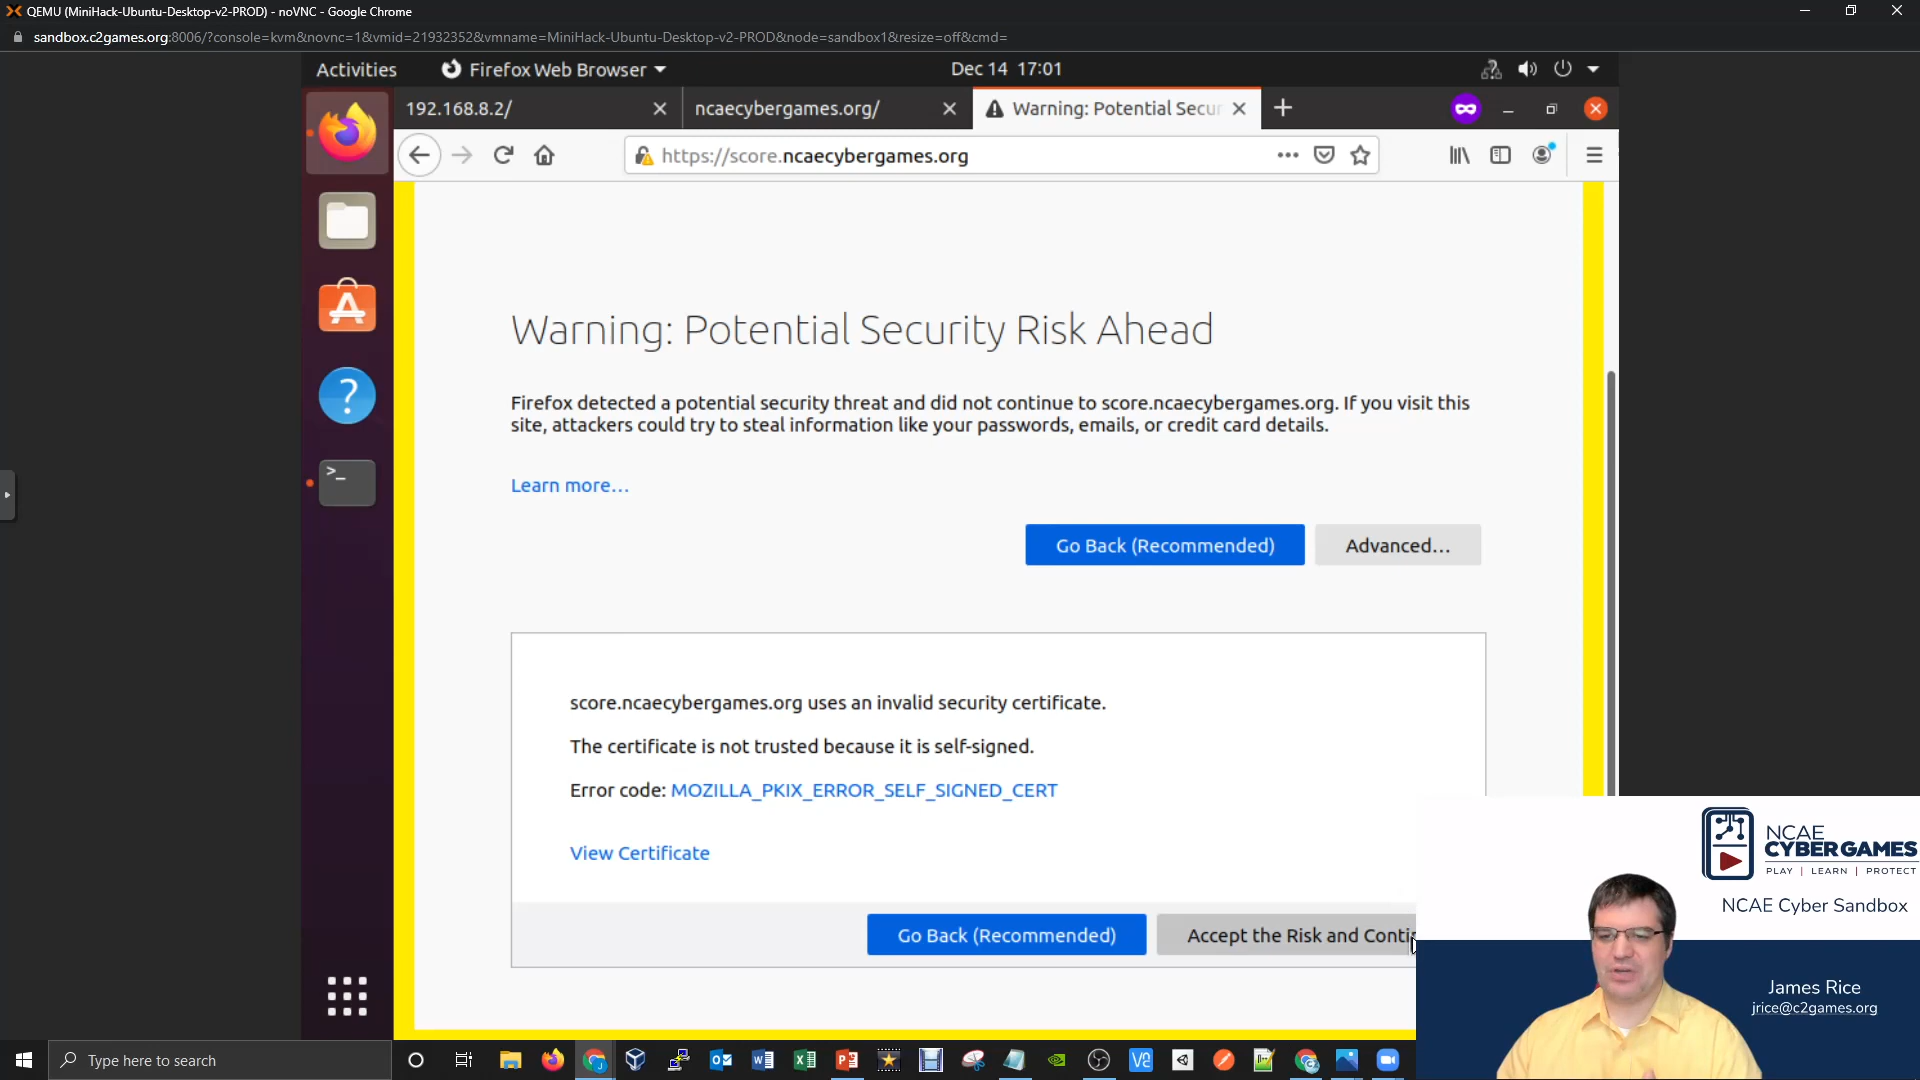 QEMU (MiniHack-Ubuntu-Desktop-v2-PROD) - noVNC - Google Chrome
sandbox.c2games.org:8006/?console=kvm&novnc=1&vmid=21932352&vmname=MiniHack-Ubuntu-Desktop-v2-PROD&node=sandbox1&resize=off&cmd=
Activities
Firefox Web Browser
Dec 14 17:01
192.168.8.2/
ncaecybergames.org/
Warning: Potential Secur
https://score.ncaecybergames.org
Warning: Potential Security Risk Ahead
Firefox detected a potential security threat and did not continue to score.ncaecybergames.org. If you visit this
site, attackers could try to steal information like your passwords, emails, or credit card details.
Learn more…
Go Back (Recommended)
Advanced…
score.ncaecybergames.org uses an invalid security certificate.
The certificate is not trusted because it is self-signed.
Error code: MOZILLA_PKIX_ERROR_SELF_SIGNED_CERT
View Certificate
Go Back (Recommended)
Accept the Risk and Conti
NCAE
CYBERGAMES
PLAY | LEARN | PROTECT
NCAE Cyber Sandbox
James Rice
jrice@c2games.org
Type here to search